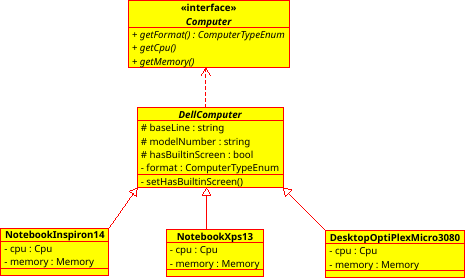 «interface»
Computer
+ getFormat() : ComputerTypeEnum
+ getCpu()
+ getMemory()
DellComputer
# baseLine : string
# modelNumber : string
# hasBuiltinScreen : bool
- format : ComputerTypeEnum
- setHasBuiltinScreen()
NotebookInspiron14
- cpu : Cpu
- memory : Memory
NotebookXps13
- cpu : Cpu
- memory : Memory
DesktopOptiPlexMicro3080
- cpu : Cpu
- memory : Memory